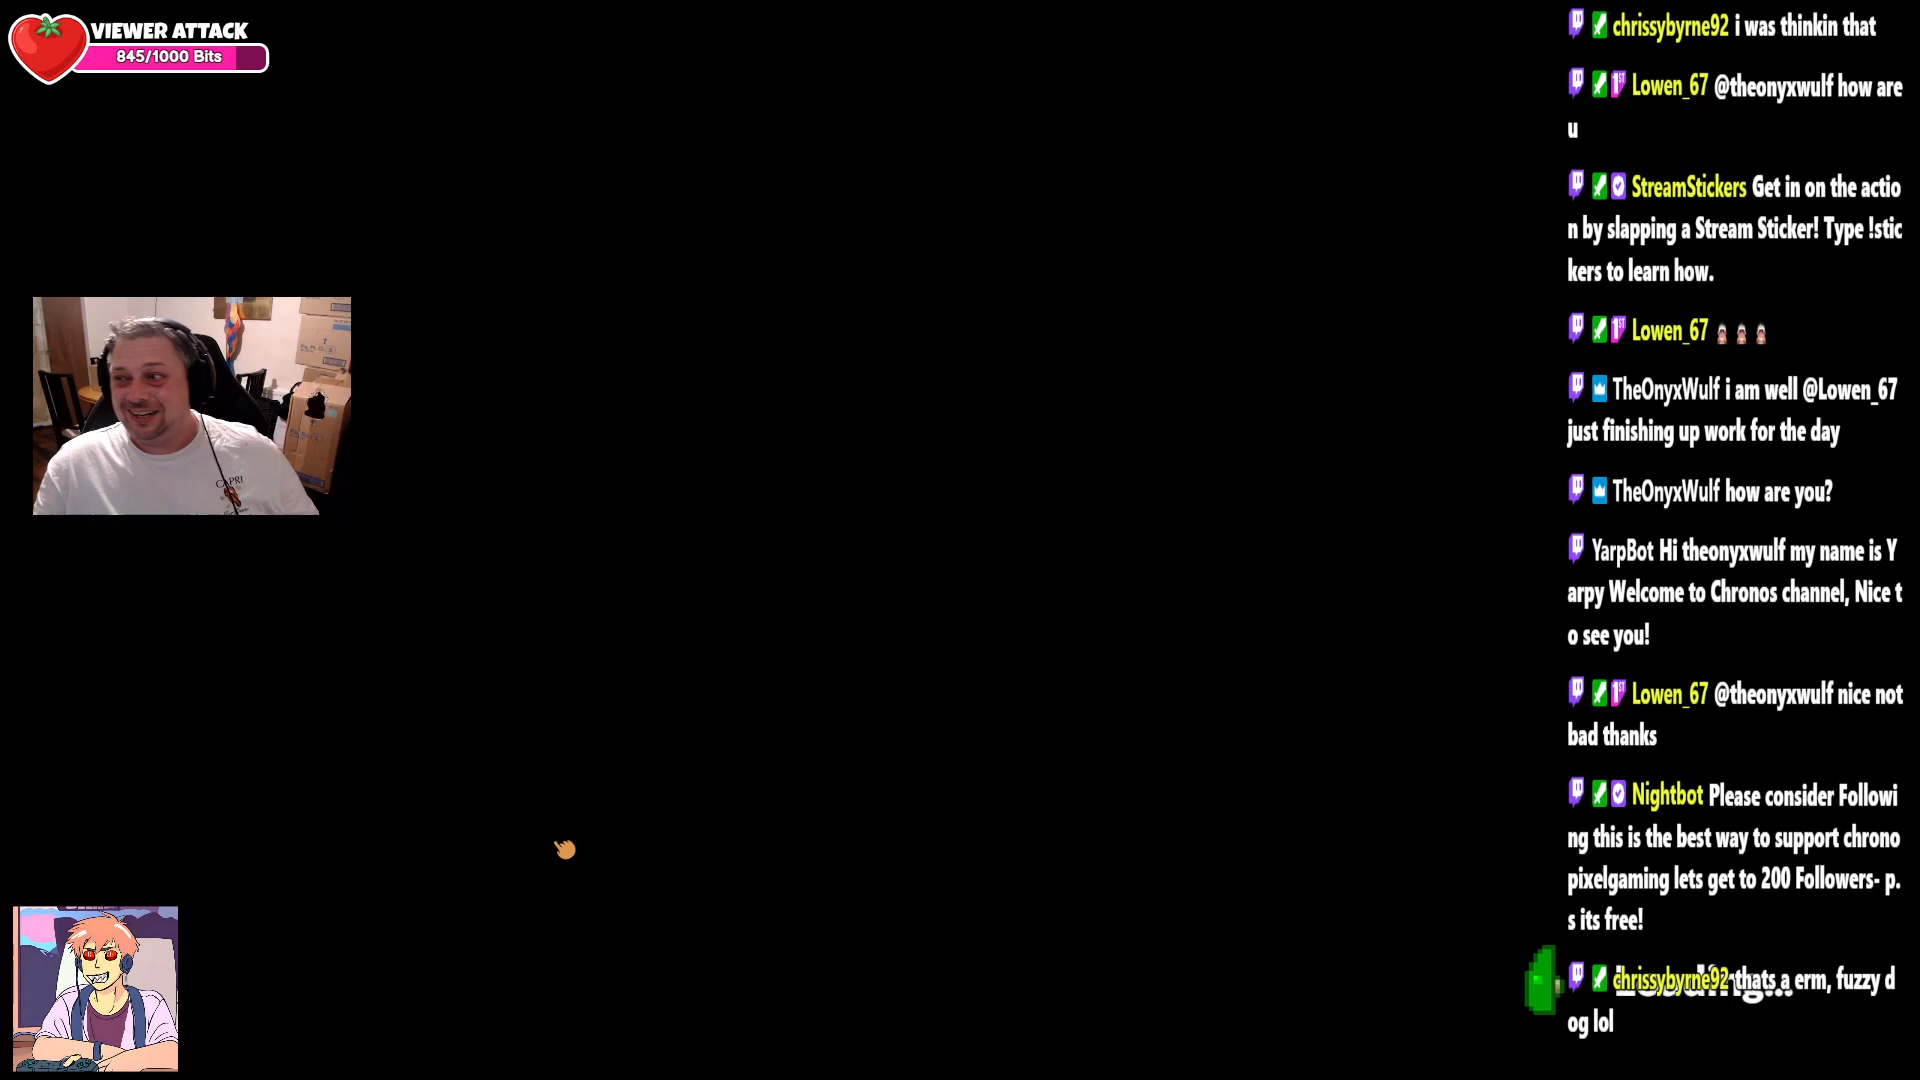 VIEWER ATTACK
845/1000 Bits
chrissybyrne92 i was thinkin that
Lowen_67 @theonyxwulf how are
u
StreamStickers Get in on the actio
n by slapping a Stream Sticker! Type !stic
kers to learn how.
Lowen_67
TheOnyxWulf i am well @Lowen_67
just finishing up work for the day
TheOnyxWulf how are you?
YarpBot Hi theonyxwulf my name is Y
arpy Welcome to Chronos channel, Nice t
o see you!
Lowen_67 @theonyxwulf nice not
bad thanks
Nightbot Please consider Followi
ng this is the best way to support chrono
pixelgaming lets get to 200 Followers- p.
s its free!
chrissybyrne92 thats a erm, fuzzy d
og lol
Loading...
CAPRI